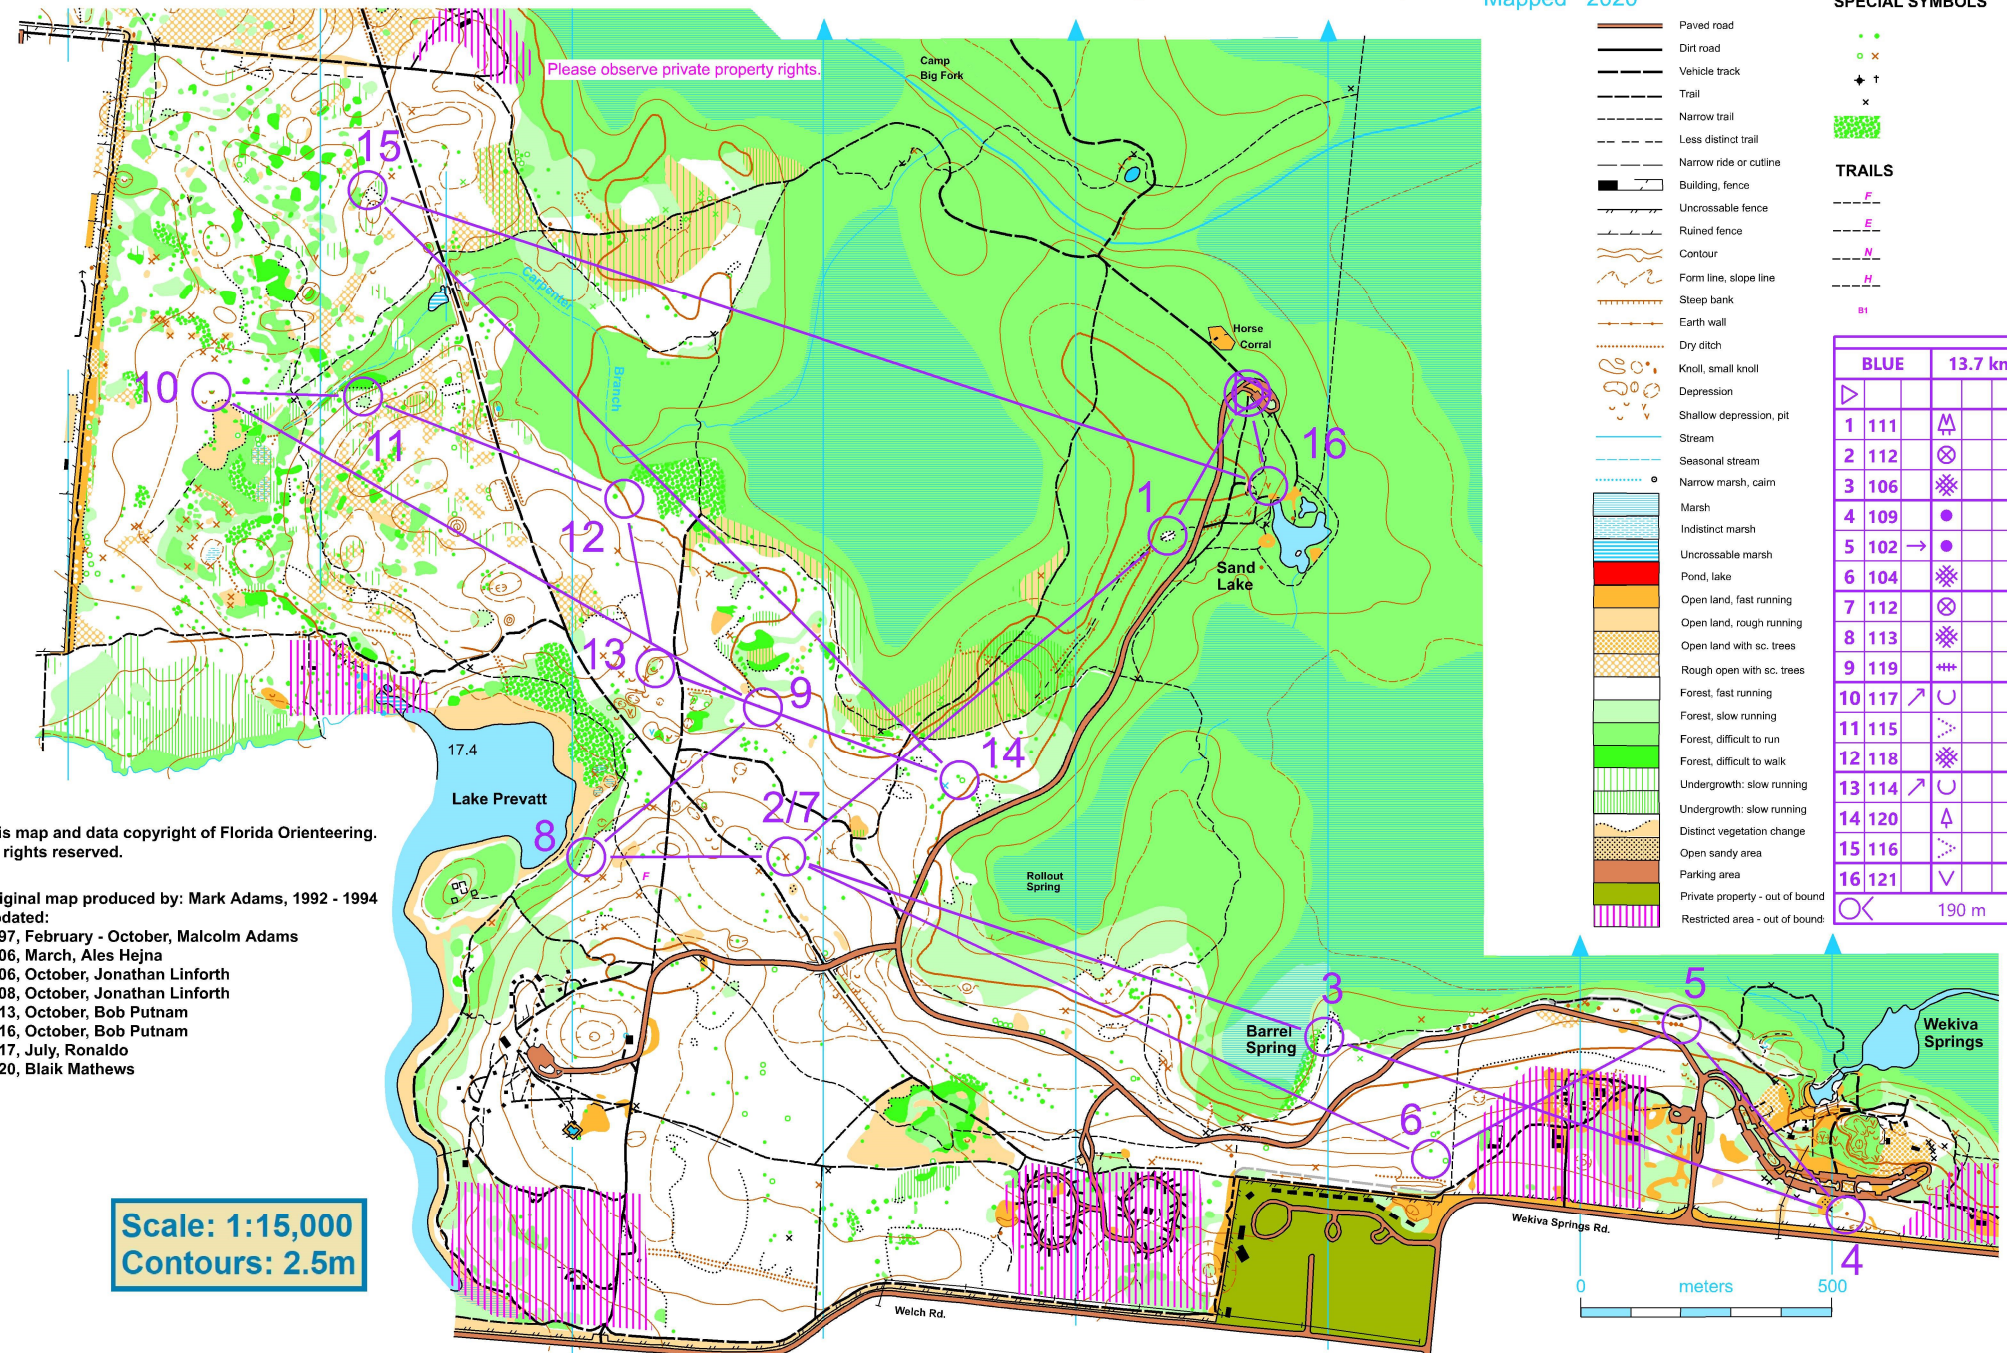 Mapped 2020
SPECIAL SYMBOLS
Please observe private property rights.
Camp
Big Fork
Carpenter
Branch
Horse
Corral
Sand
Lake
17.4
Lake Prevatt
Rollout
Spring
Barrel
Spring
Wekiva
Springs
Wekiva Springs Rd.
Welch Rd.
F
15
10
11
12
13
9
14
2/7
8
1
16
3
5
6
4
is map and data copyright of Florida Orienteering.
rights reserved.
iginal map produced by: Mark Adams, 1992 - 1994
dated:
97, February - October, Malcolm Adams
06, March, Ales Hejna
06, October, Jonathan Linforth
08, October, Jonathan Linforth
13, October, Bob Putnam
16, October, Bob Putnam
17, July, Ronaldo
20, Blaik Mathews
Scale: 1:15,000
Contours: 2.5m
0 meters 500
Paved road
Dirt road
Vehicle track
Trail
Narrow trail
Less distinct trail
Narrow ride or cutline
Building, fence
Uncrossable fence
Ruined fence
Contour
Form line, slope line
Steep bank
Earth wall
Dry ditch
Knoll, small knoll
Depression
Shallow depression, pit
Stream
Seasonal stream
Narrow marsh, cairn
Marsh
Indistinct marsh
Uncrossable marsh
Pond, lake
Open land, fast running
Open land, rough running
Open land with sc. trees
Rough open with sc. trees
Forest, fast running
Forest, slow running
Forest, difficult to run
Forest, difficult to walk
Undergrowth: slow running
Undergrowth: slow running
Distinct vegetation change
Open sandy area
Parking area
Private property - out of bound
Restricted area - out of bounds
TRAILS
F
E
N
H
B1
BLUE 13.7 km
1 111
2 112
3 106
4 109
5 102
6 104
7 112
8 113
9 119
10 117
11 115
12 118
13 114
14 120
15 116
16 121
190 m